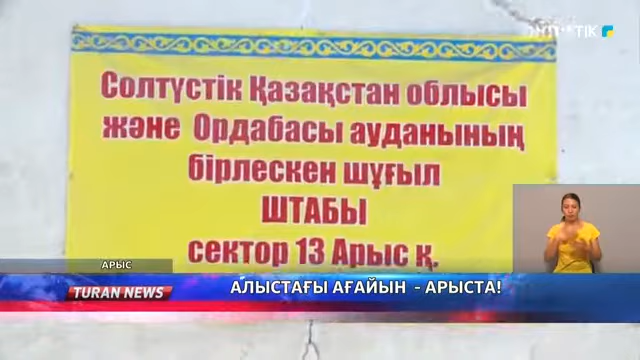 Солтүстік Қазақстан облысы
және Ордабасы ауданының
бірлескен шұғыл
ШТАБЫ
сектор 13 Арыс қ.
АРЫС
TURAN NEWS
АЛЫСТАҒЫ АҒАЙЫН - АРЫСТА!